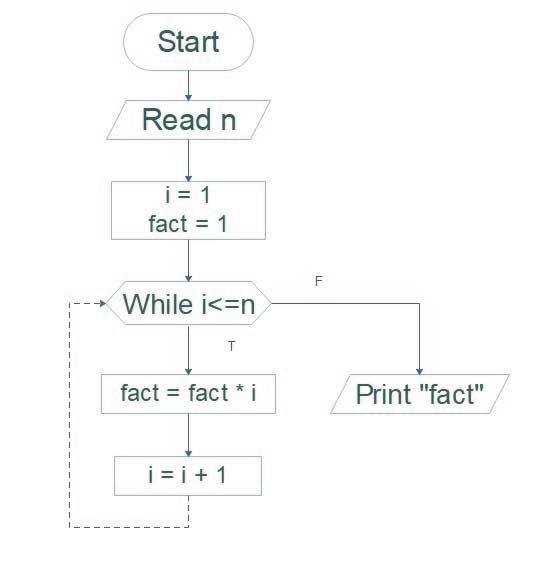 Start
Read n
i = 1
fact = 1
While i<=n
F
T
fact = fact * i
Print "fact"
i = i + 1